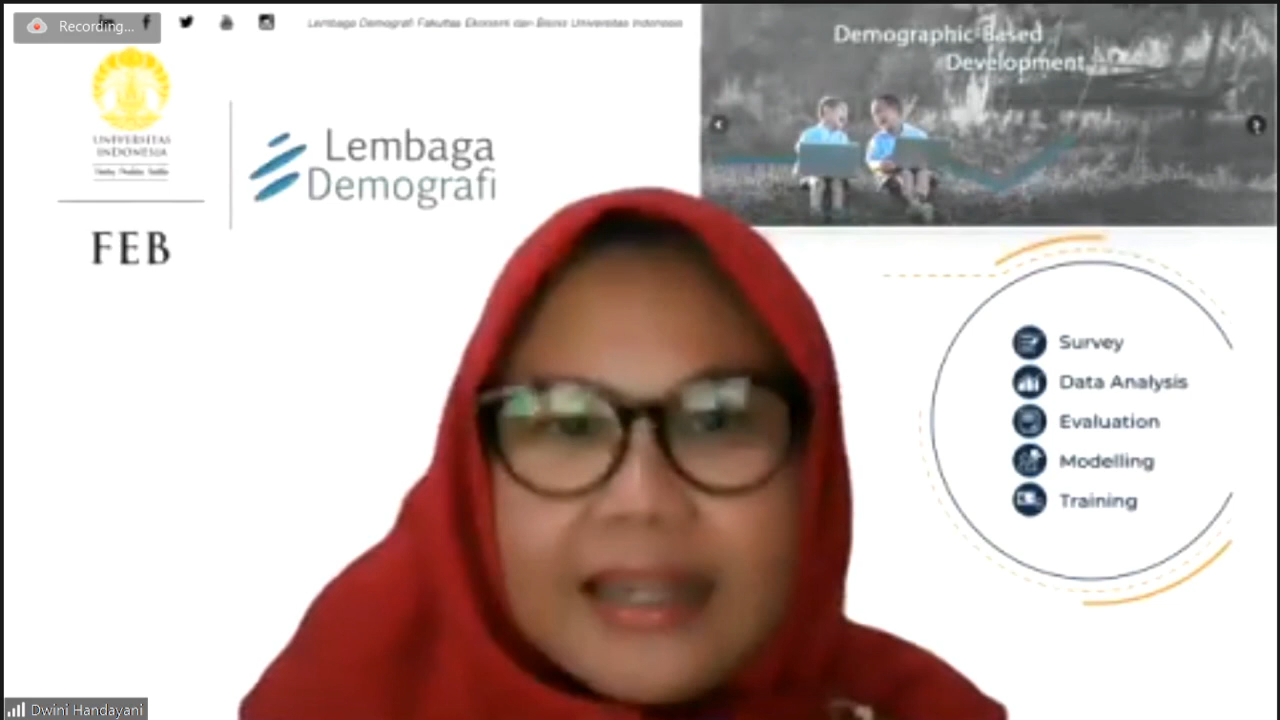 Recording...
Lembaga Demografi Fakultas Ekonomi dan Bisnis Universitas Indonesia
Demographic Based
Development
UNIVERSITAS
INDONESIA
Lembaga
Demografi
FEB
Survey
Data Analysis
Evaluation
Modelling
Training
Dwini Handayani